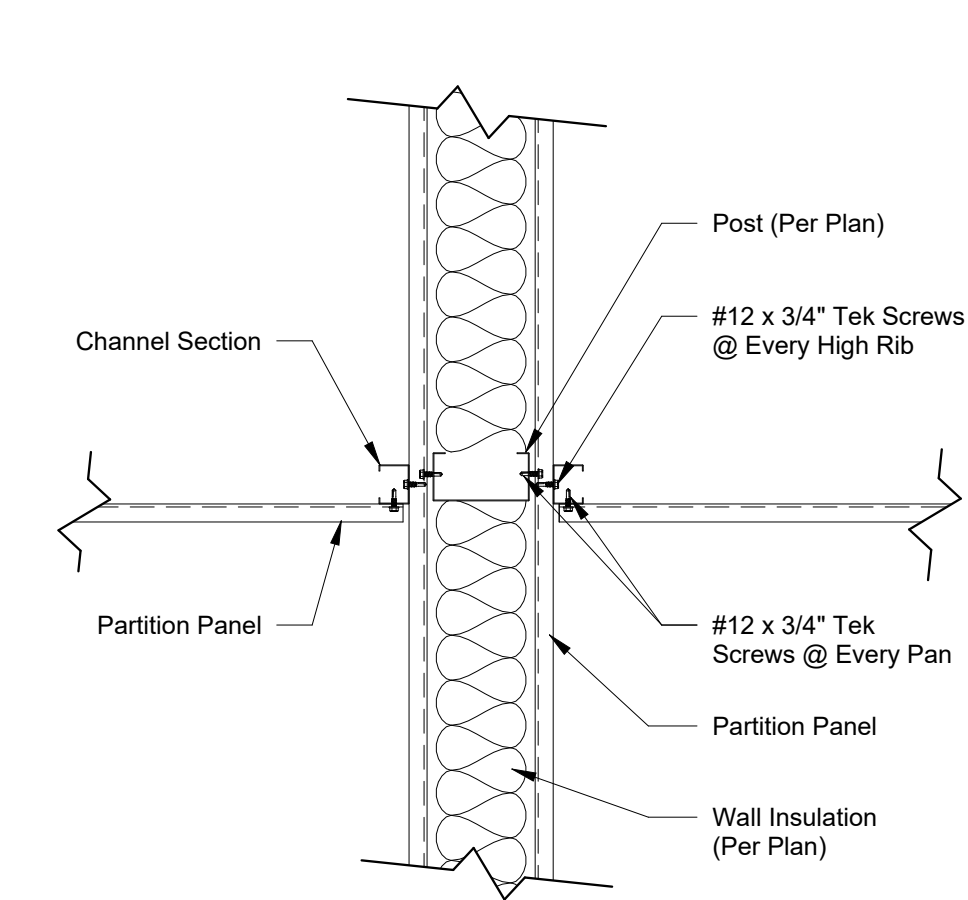 Post (Per Plan)
#12 x 3/4" Tek Screws
@ Every High Rib
Channel Section
Partition Panel
#12 x 3/4" Tek
Screws @ Every Pan
Partition Panel
Wall Insulation
(Per Plan)